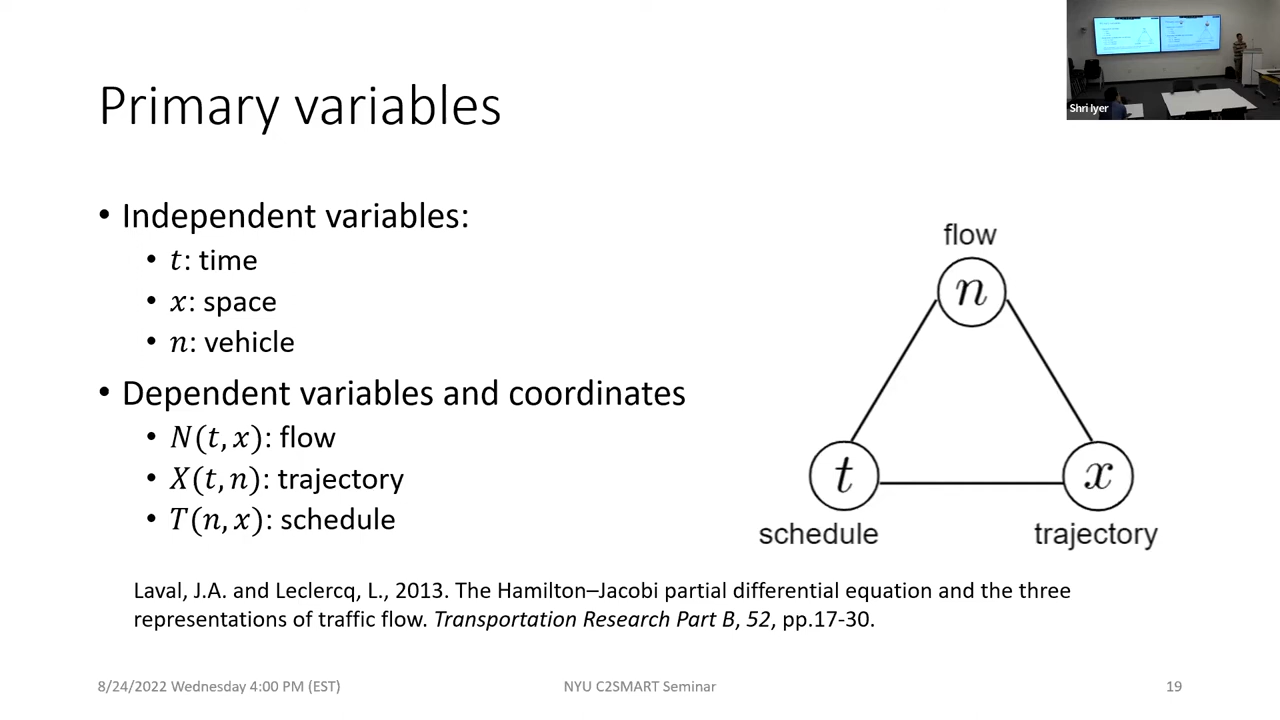 Shri Iyer
Primary variables
• Independent variables:
• t: time
• x: space
• n: vehicle
• Dependent variables and coordinates
• N(t, x): flow
• X(t, n): trajectory
• T(n, x): schedule
flow
n
t
x
schedule
trajectory
Laval, J.A. and Leclercq, L., 2013. The Hamilton–Jacobi partial differential equation and the three
representations of traffic flow. Transportation Research Part B, 52, pp.17-30.
8/24/2022 Wednesday 4:00 PM (EST)
NYU C2SMART Seminar
19